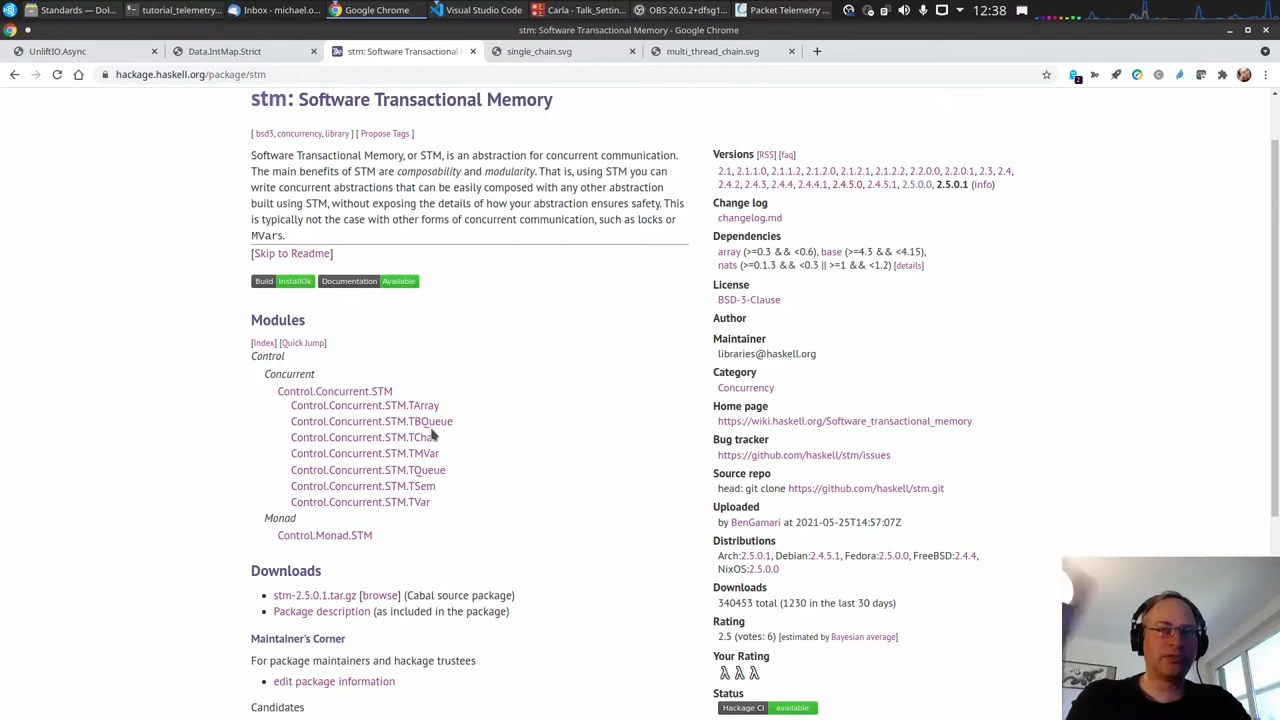 Standards — Dol...
tutorial_telemetry...
Inbox - michael.o...
Google Chrome
Visual Studio Code
Carla - Talk_Settin...
OBS 26.0.2+dfsg1...
Packet Telemetry ...
12:38
stm: Software Transactional Memory - Google Chrome
UnliftIO.Async
Data.IntMap.Strict
stm: Software Transactional M
single_chain.svg
multi_thread_chain.svg
hackage.haskell.org/package/stm
2
stm: Software Transactional Memory
[ bsd3, concurrency, library ] [ Propose Tags ]
Software Transactional Memory, or STM, is an abstraction for concurrent communication.
The main benefits of STM are composability and modularity. That is, using STM you can
write concurrent abstractions that can be easily composed with any other abstraction
built using STM, without exposing the details of how your abstraction ensures safety. This
is typically not the case with other forms of concurrent communication, such as locks or
MVars.
[Skip to Readme]
Build InstallOk Documentation Available
Modules
[Index] [Quick Jump]
Control
Concurrent
Control.Concurrent.STM
Control.Concurrent.STM.TArray
Control.Concurrent.STM.TBQueue
Control.Concurrent.STM.TChan
Control.Concurrent.STM.TMVar
Control.Concurrent.STM.TQueue
Control.Concurrent.STM.TSem
Control.Concurrent.STM.TVar
Monad
Control.Monad.STM
Downloads
• stm-2.5.0.1.tar.gz [browse] (Cabal source package)
• Package description (as included in the package)
Maintainer's Corner
For package maintainers and hackage trustees
• edit package information
Candidates
Versions [RSS] [faq]
2.1, 2.1.1.0, 2.1.1.2, 2.1.2.0, 2.1.2.1, 2.1.2.2, 2.2.0.0, 2.2.0.1, 2.3, 2.4,
2.4.2, 2.4.3, 2.4.4, 2.4.4.1, 2.4.5.0, 2.4.5.1, 2.5.0.0, 2.5.0.1 (info)
Change log
changelog.md
Dependencies
array (>=0.3 && <0.6), base (>=4.3 && <4.15),
nats (>=0.1.3 && <0.3 || >=1 && <1.2) [details]
License
BSD-3-Clause
Author
Maintainer
libraries@haskell.org
Category
Concurrency
Home page
https://wiki.haskell.org/Software_transactional_memory
Bug tracker
https://github.com/haskell/stm/issues
Source repo
head: git clone https://github.com/haskell/stm.git
Uploaded
by BenGamari at 2021-05-25T14:57:07Z
Distributions
Arch:2.5.0.1, Debian:2.4.5.1, Fedora:2.5.0.0, FreeBSD:2.4.4,
NixOS:2.5.0.0
Downloads
340453 total (1230 in the last 30 days)
Rating
2.5 (votes: 6) [estimated by Bayesian average]
Your Rating
λ λ λ
Status
Hackage CI available